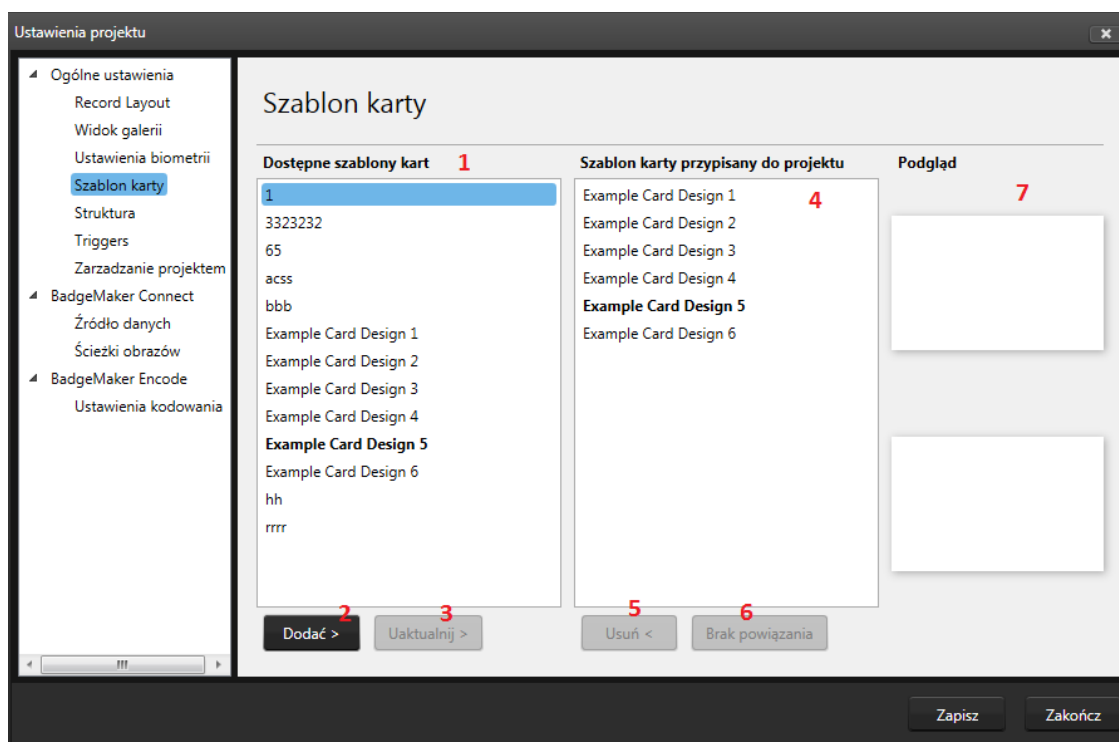 Ustawienia projektu
Ogólne ustawienia
Record Layout
Widok galerii
Ustawienia biometrii
Szablon karty
Struktura
Triggers
Zarzadzanie projektem
BadgeMaker Connect
Źródło danych
Ścieżki obrazów
BadgeMaker Encode
Ustawienia kodowania
Szablon karty
Dostępne szablony kart 1
1
3323232
65
acss
bbb
Example Card Design 1
Example Card Design 2
Example Card Design 3
Example Card Design 4
Example Card Design 5
Example Card Design 6
hh
rrrr
2 3
Dodać > Uaktualnij >
Szablon karty przypisany do projektu
4
Example Card Design 1
Example Card Design 2
Example Card Design 3
Example Card Design 4
Example Card Design 5
Example Card Design 6
5 6
Usuń < Brak powiązania
Podgląd
7
Zapisz Zakończ